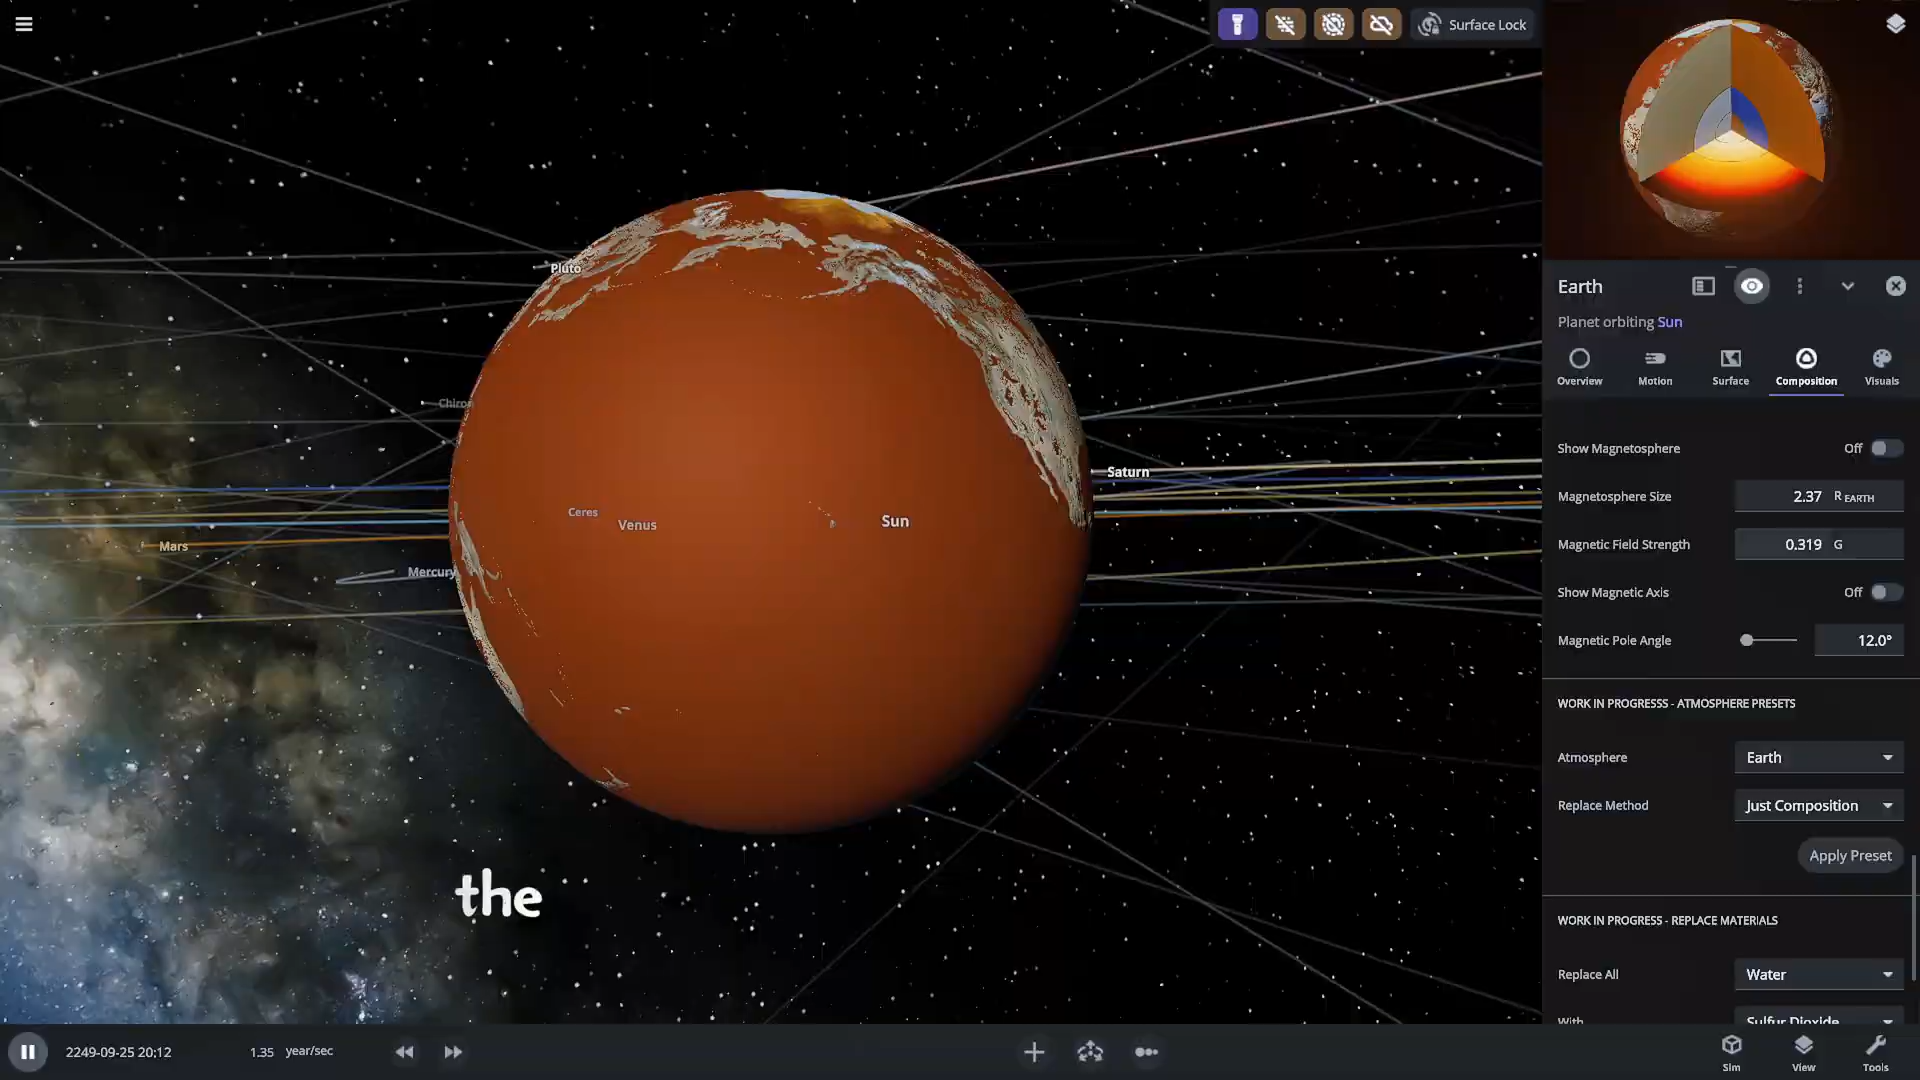 Surface Lock
Pluto
Chiron
Saturn
Ceres
Venus
Sun
Mars
Mercury
the
Earth
Planet orbiting Sun
Overview
Motion
Surface
Composition
Visuals
Show Magnetosphere Off
Magnetosphere Size 2.37 R EARTH
Magnetic Field Strength 0.319 G
Show Magnetic Axis Off
Magnetic Pole Angle 12.0°
WORK IN PROGRESSS - ATMOSPHERE PRESETS
Atmosphere Earth
Replace Method Just Composition
Apply Preset
WORK IN PROGRESS - REPLACE MATERIALS
Replace All Water
With Sulfur Dioxide
2249-09-25 20:12 1.35 year/sec
Sim View Tools